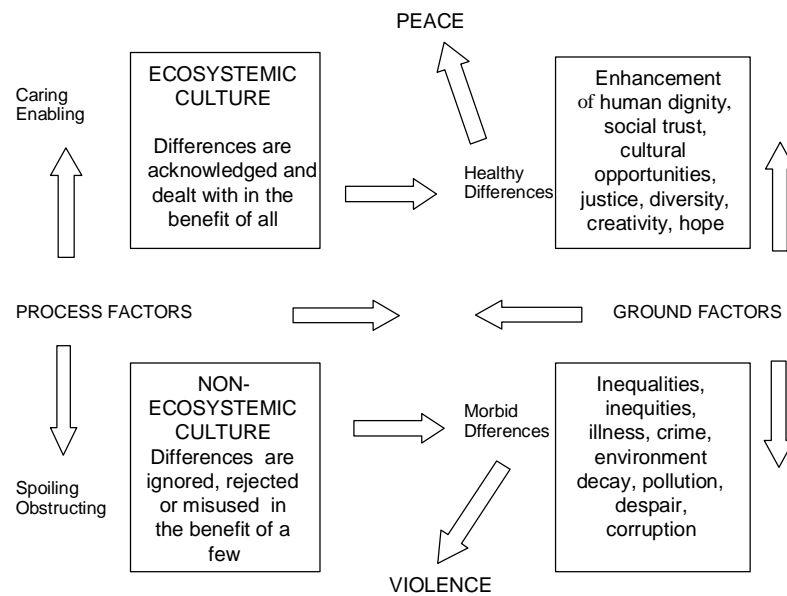 PEACE
Caring
Enabling
ECOSYSTEMIC
CULTURE
Differences are
acknowledged and
dealt with in the
benefit of all
Healthy
Differences
Enhancement
of human dignity,
social trust,
cultural
opportunities,
justice, diversity,
creativity, hope
PROCESS FACTORS
GROUND FACTORS
Spoiling
Obstructing
NON-
ECOSYSTEMIC
CULTURE
Differences are
ignored, rejected
or misused in
the benefit of a
few
Morbid
Dfferences
Inequalities,
inequities,
illness, crime,
environment
decay, pollution,
despair,
corruption
VIOLENCE